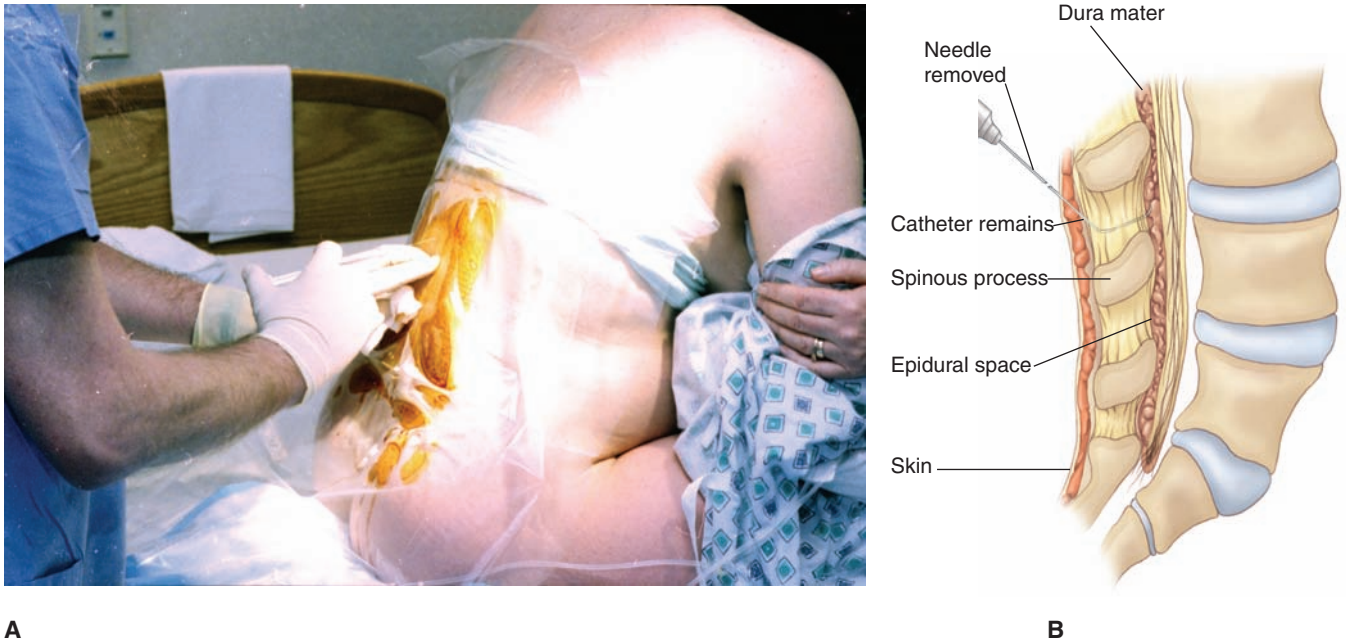 Dura mater
Needle
removed
Catheter remains
Spinous process
Epidural space
Skin
A
B